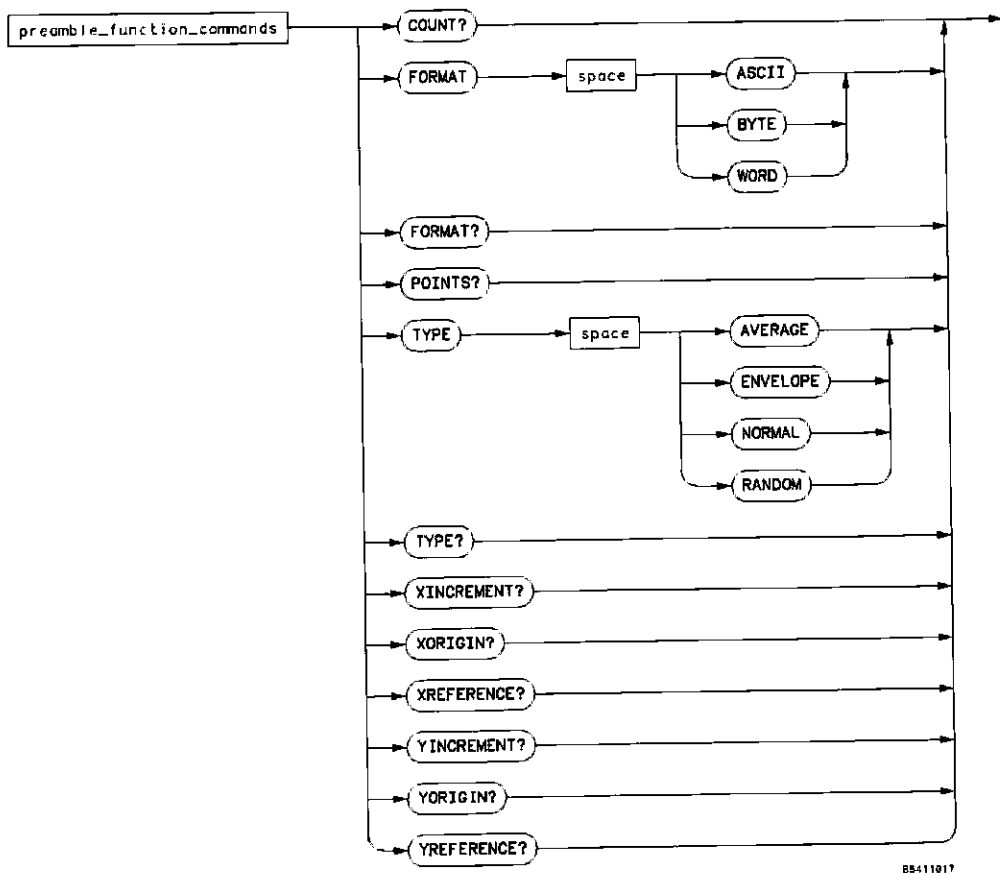 preamble_function_commands
COUNT?
FORMAT space ASCII
BYTE
WORD
FORMAT?
POINTS?
TYPE space AVERAGE
ENVELOPE
NORMAL
RANDOM
TYPE?
XINCREMENT?
XORIGIN?
XREFERENCE?
YINCREMENT?
YORIGIN?
YREFERENCE?
85411017